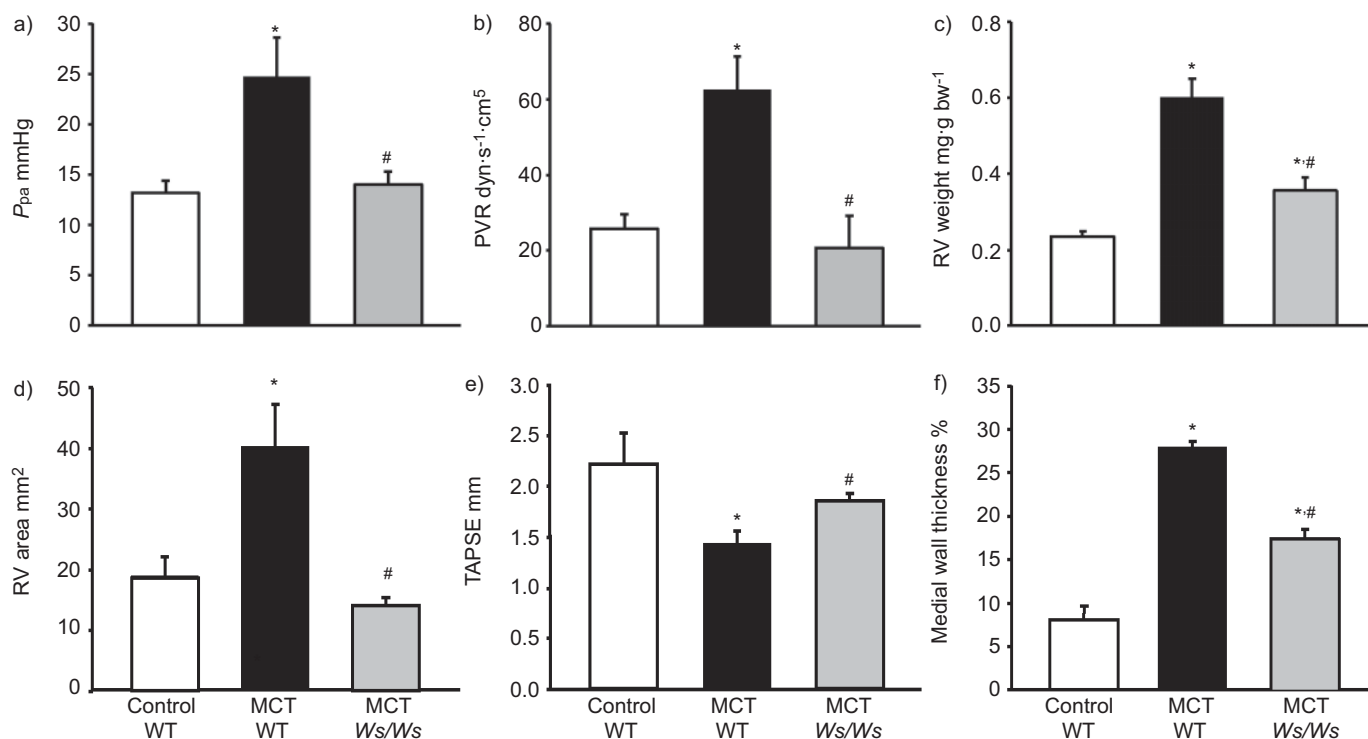 a)
30
25
20
15
10
5
0
Ppa mmHg
*
#
b)
80
60
40
20
0
PVR dyn·s⁻¹·cm⁵
*
#
c)
0.8
0.6
0.4
0.2
0.0
RV weight mg·g bw⁻¹
*
*,#
d)
50
40
30
20
10
0
RV area mm²
*
#
Control
WT
MCT
WT
MCT
Ws/Ws
e)
3.0
2.5
2.0
1.5
1.0
0.5
0.0
TAPSE mm
*
#
Control
WT
MCT
WT
MCT
Ws/Ws
f)
35
30
25
20
15
10
5
0
Medial wall thickness %
*
*,#
Control
WT
MCT
WT
MCT
Ws/Ws